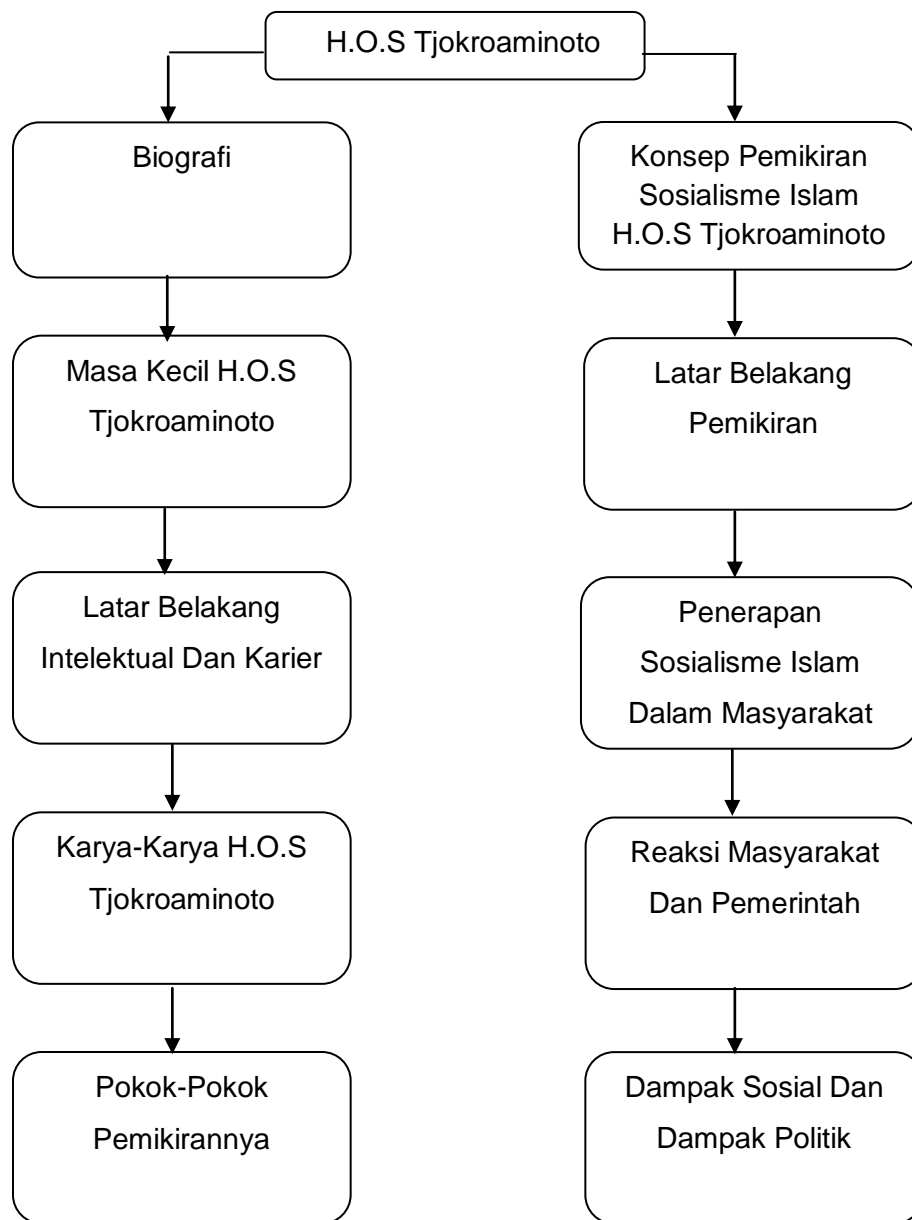 H.O.S Tjokroaminoto
Biografi
Masa Kecil H.O.S
Tjokroaminoto
Latar Belakang
Intelektual Dan Karier
Karya-Karya H.O.S
Tjokroaminoto
Pokok-Pokok
Pemikirannya
Konsep Pemikiran
Sosialisme Islam
H.O.S Tjokroaminoto
Latar Belakang
Pemikiran
Penerapan
Sosialisme Islam
Dalam Masyarakat
Reaksi Masyarakat
Dan Pemerintah
Dampak Sosial Dan
Dampak Politik